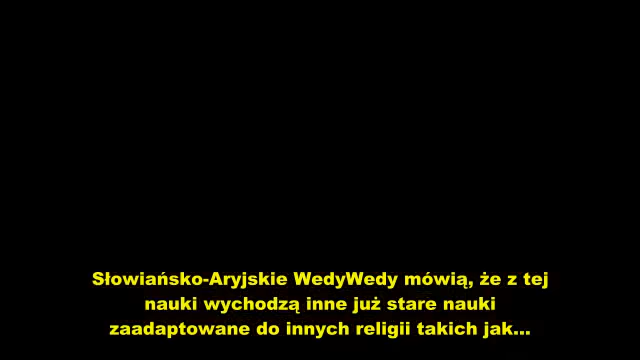 Słowiańsko-Aryjskie WedyWedy mówią, że z tej
nauki wychodzą inne już stare nauki
zaadaptowane do innych religii takich jak...